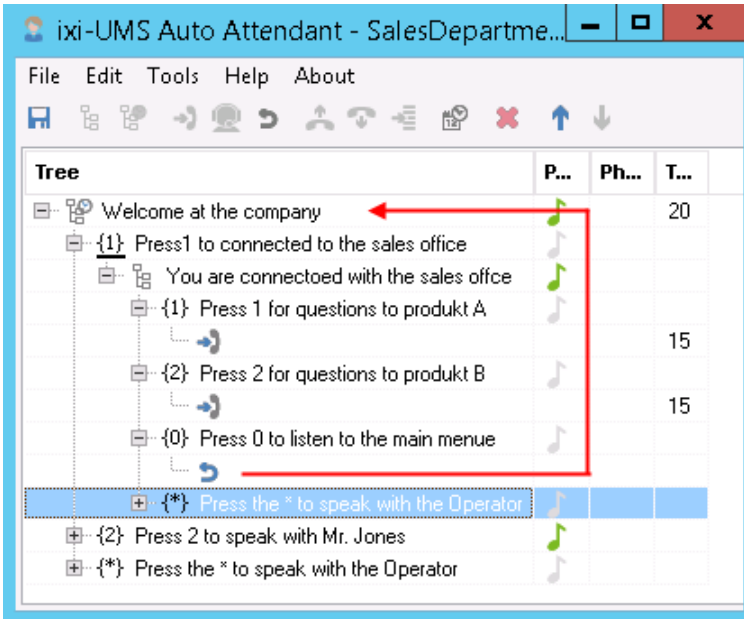 ixi-UMS Auto Attendant - SalesDepartme...
File Edit Tools Help About
Tree P... Ph... T...
Welcome at the company 20
{1} Press1 to connected to the sales office
You are connectoed with the sales offce
{1} Press 1 for questions to produkt A
15
{2} Press 2 for questions to produkt B
15
{0} Press 0 to listen to the main menue
{*} Press the * to speak with the Operator
{2} Press 2 to speak with Mr. Jones
{*} Press the * to speak with the Operator